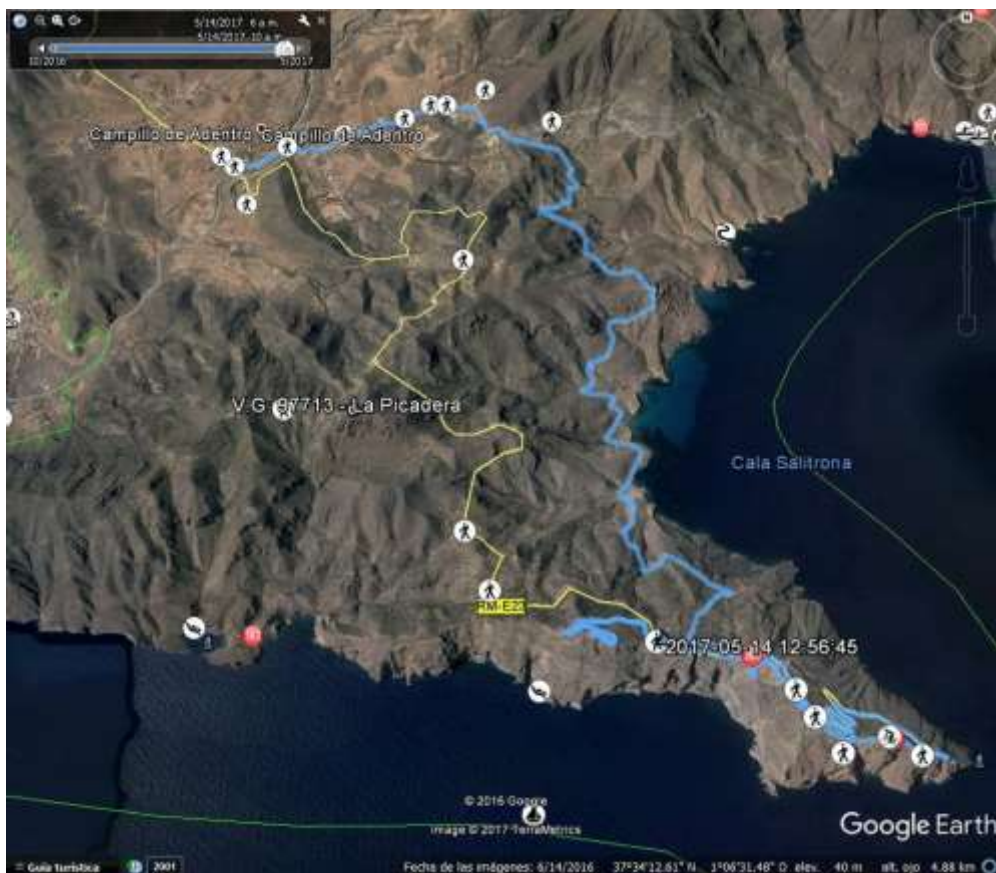 5/14/2017 6 a.m.
5/14/2017 10 a.m.
10/2016
5/2017
N
Campillo de Adentro
Campillo de Adentro
V.G. 97713 - La Picadera
Cala Salitrona
RM-E23
2017-05-14 12:56:45
© 2016 Google
Image © 2017 TerraMetrics
Google Earth
Guía turística
2001
Fecha de las imágenes: 6/14/2016 37°34'12.61" N 1°06'31.48" O elev. 40 m alt. ojo 4.88 km